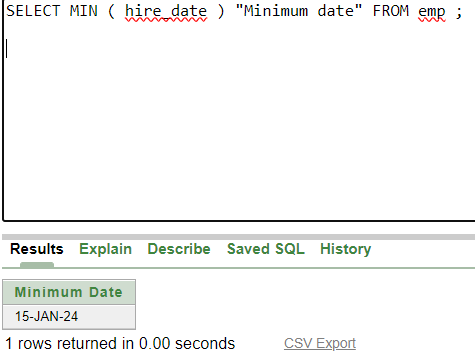 SELECT MIN ( hire_date ) "Minimum date" FROM emp ;
Results Explain Describe Saved SQL History
Minimum Date
15-JAN-24
1 rows returned in 0.00 seconds CSV Export